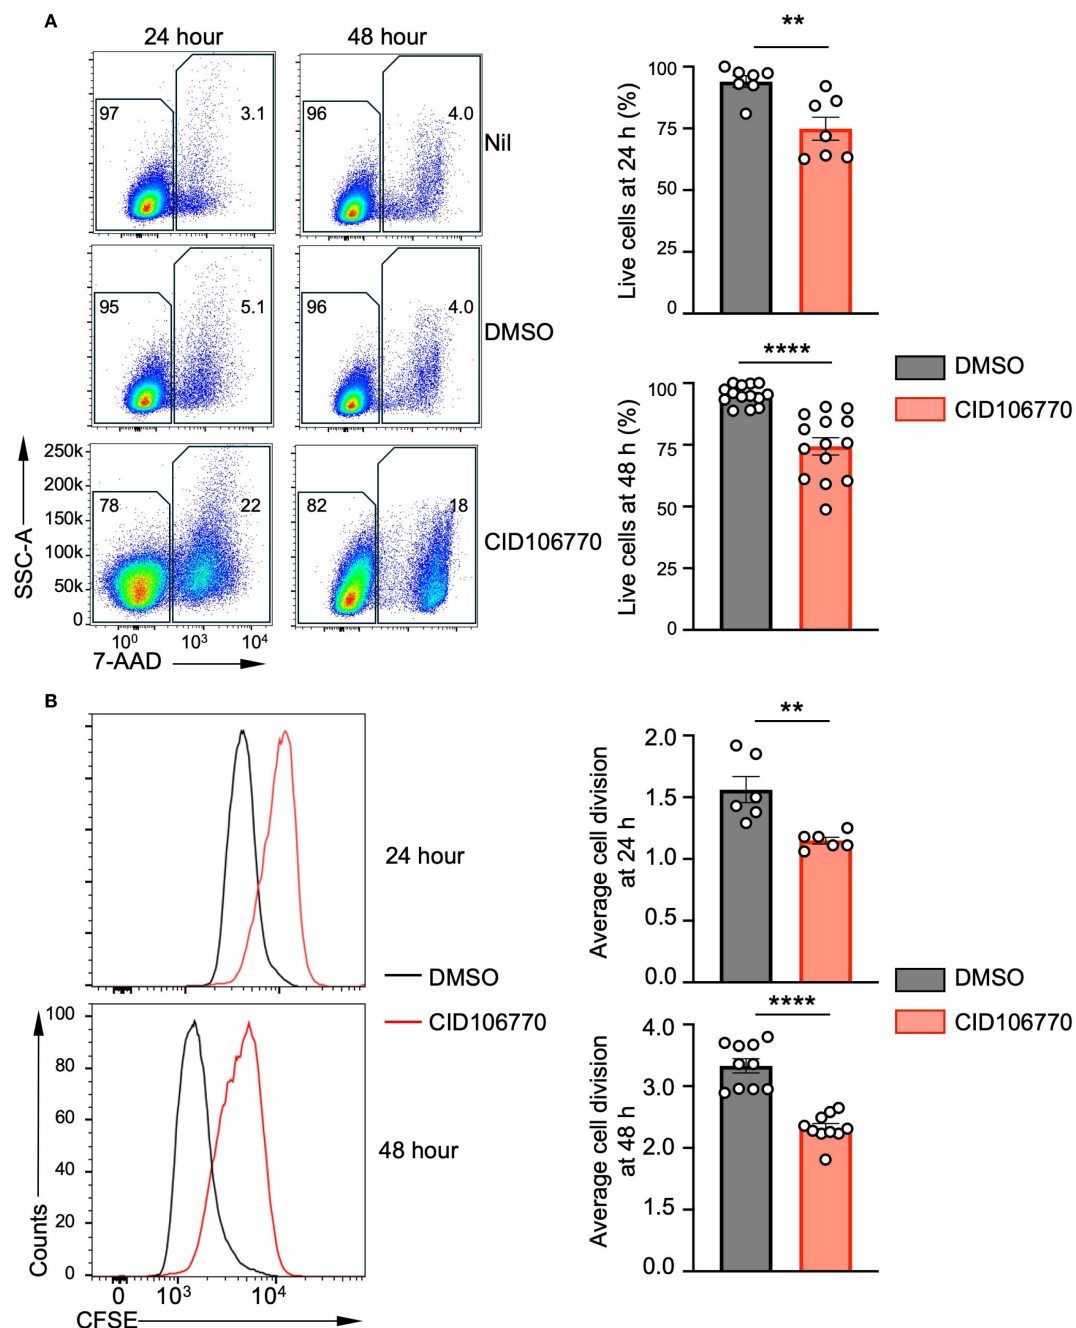 A
24 hour
48 hour
97
3.1
96
4.0
Nil
95
5.1
96
4.0
DMSO
SSC-A
250k
200k
150k
100k
50k
0
78
22
82
18
CID106770
10⁰
10³
10⁴
7-AAD
**
Live cells at 24 h (%)
100
75
50
25
0
****
Live cells at 48 h (%)
100
75
50
25
0
DMSO
CID106770
B
24 hour
DMSO
CID106770
48 hour
Counts
100
80
60
40
20
0
0
10³
10⁴
CFSE
**
Average cell division
at 24 h
2.0
1.5
1.0
0.5
0.0
****
Average cell division
at 48 h
4.0
3.0
2.0
1.5
0.0
DMSO
CID106770